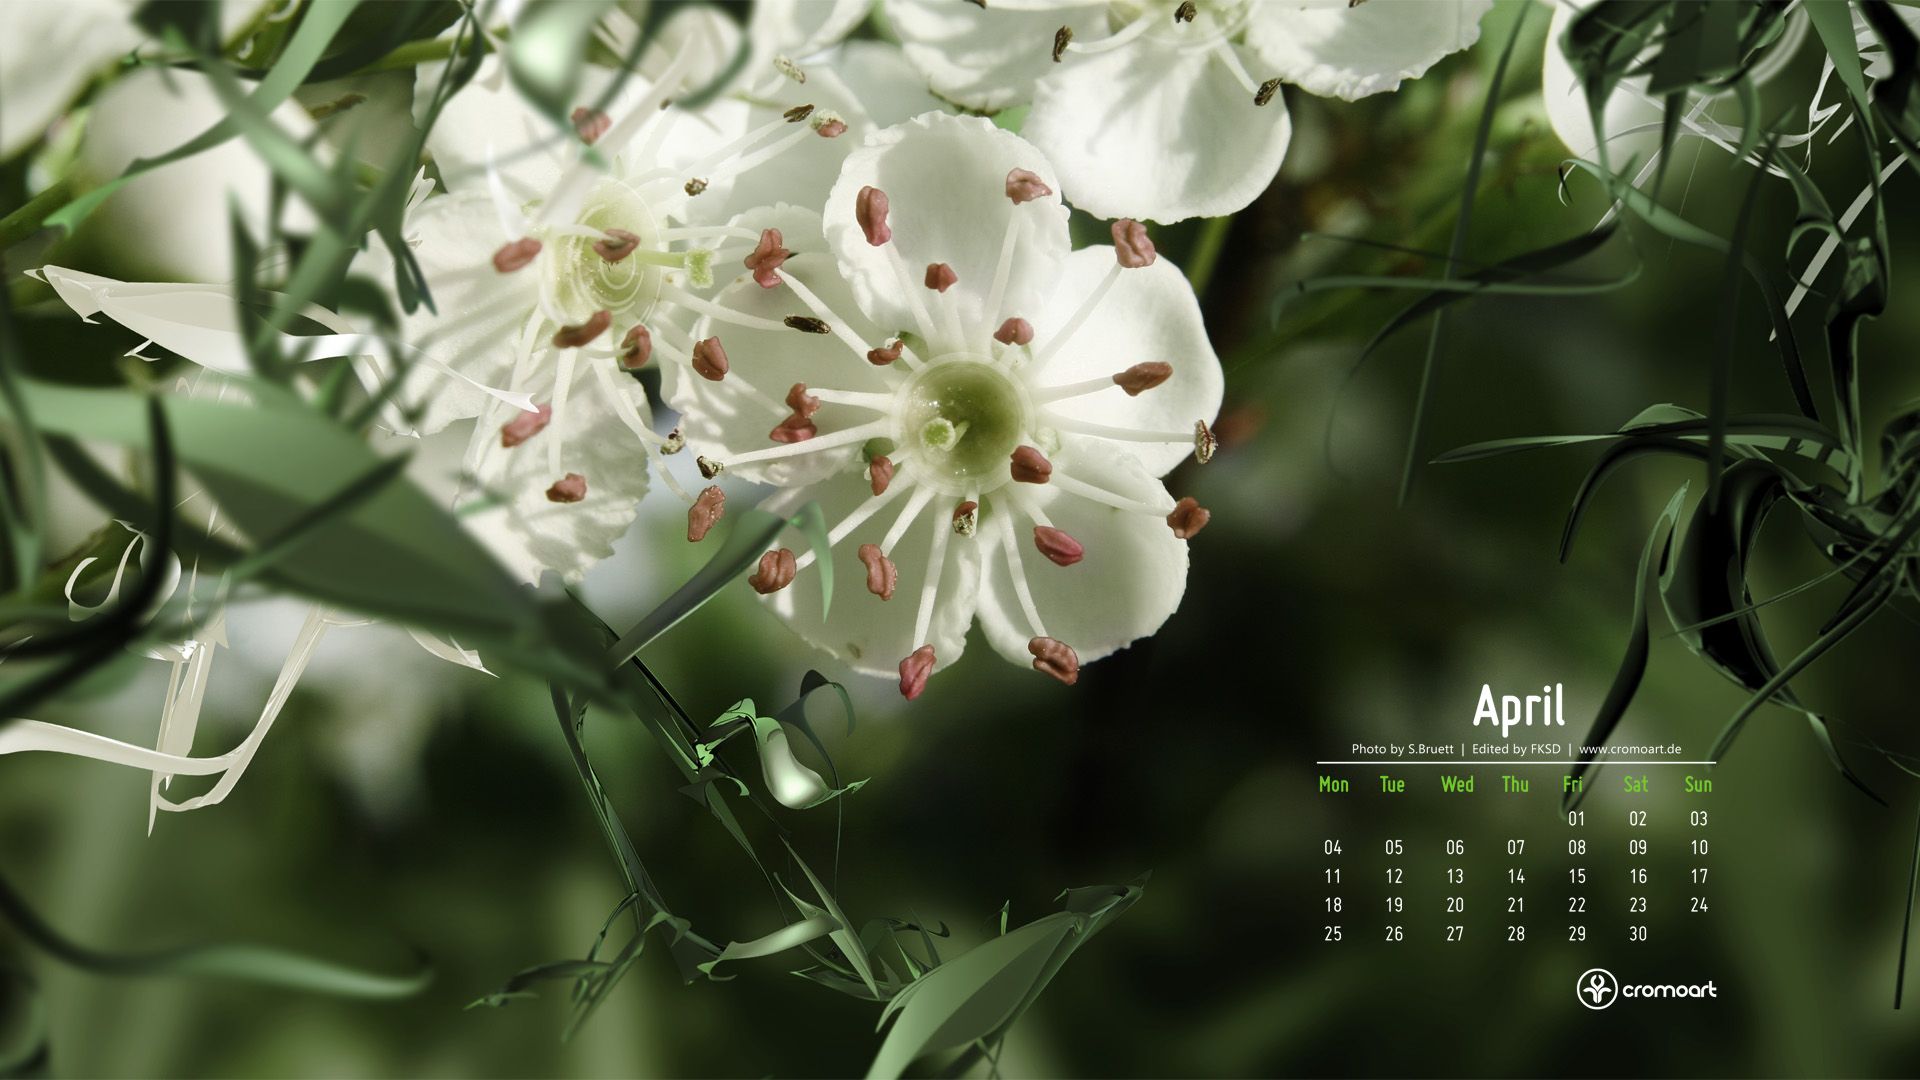 April
Photo by S.Bruett | Edited by FKSD | www.cromoart.de
Mon Tue Wed Thu Fri Sat Sun
01 02 03
04 05 06 07 08 09 10
11 12 13 14 15 16 17
18 19 20 21 22 23 24
25 26 27 28 29 30
cromoart